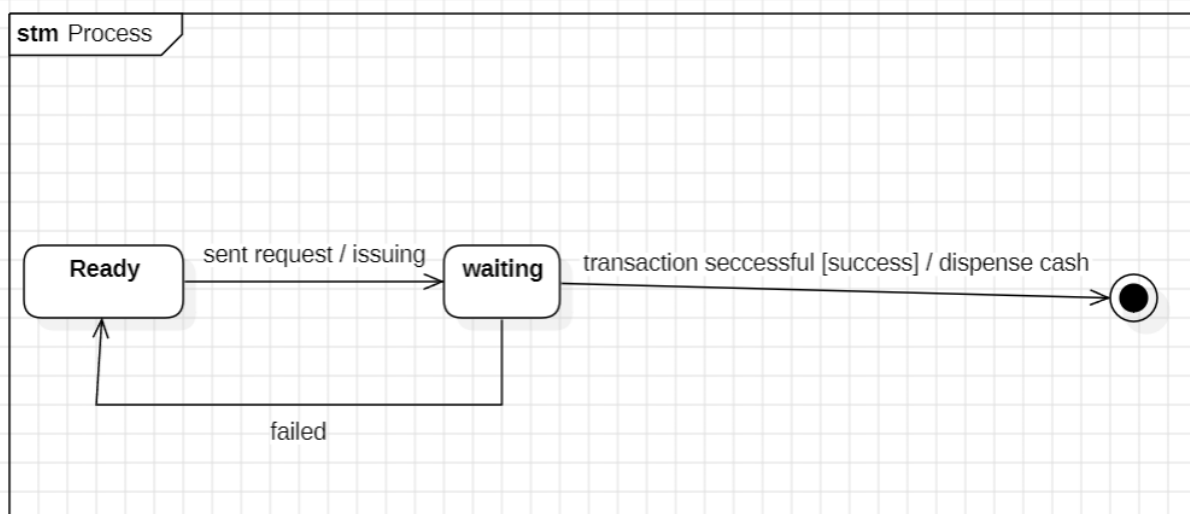 stm Process
sent request / issuing
transaction seccessful [success] / dispense cash
Ready
waiting
failed